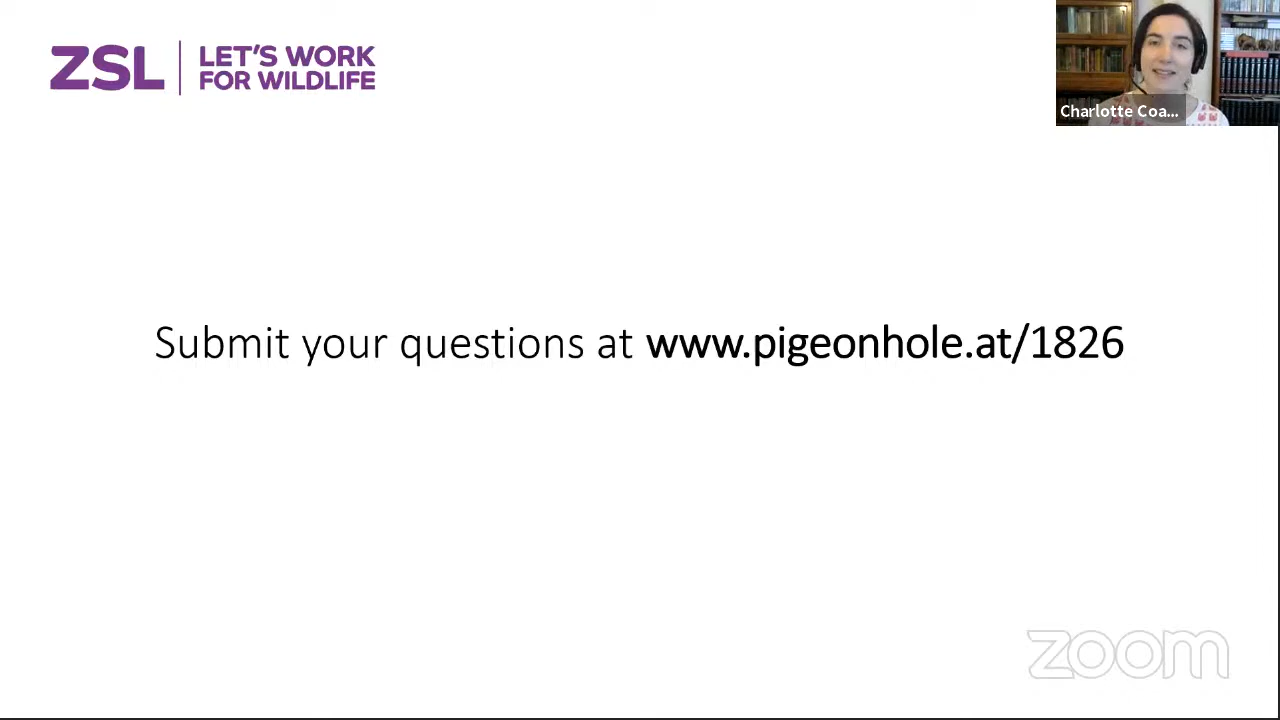 ZSL
LET'S WORK
FOR WILDLIFE
Charlotte Coa...
Submit your questions at www.pigeonhole.at/1826
zoom